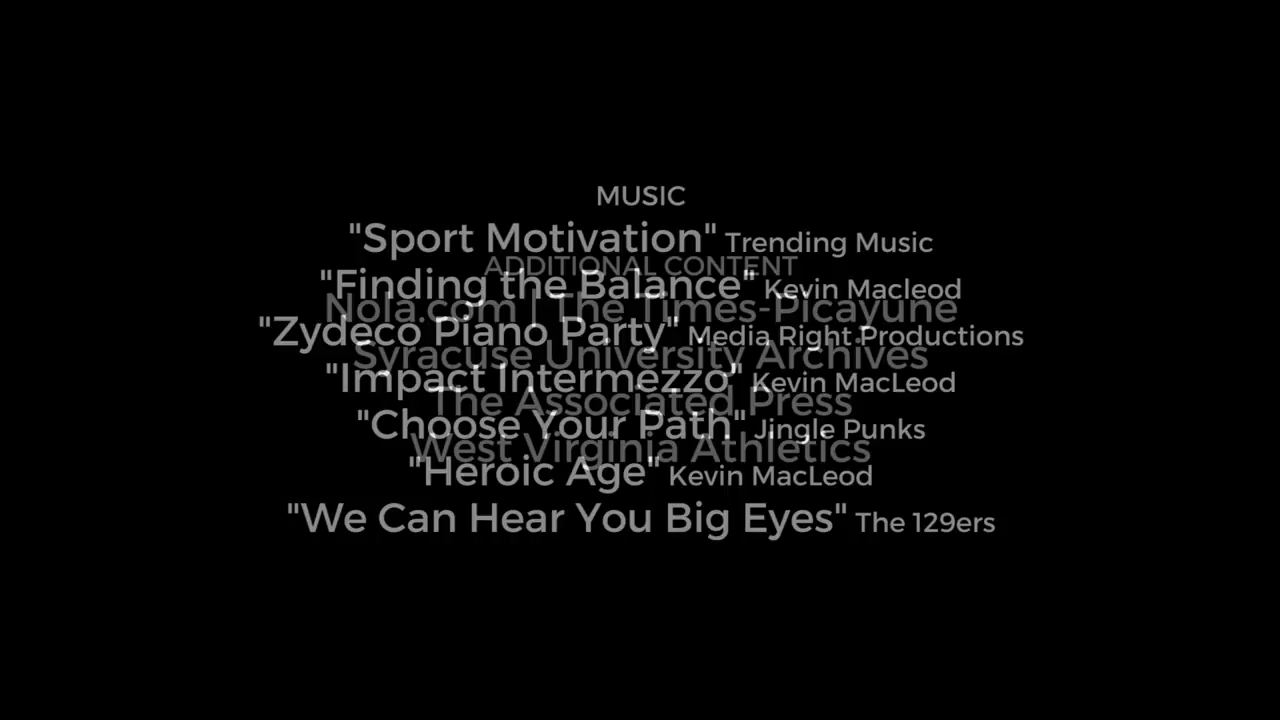 MUSIC
"Sport Motivation" Trending Music
"Finding the Balance" Kevin Macleod
"Zydeco Piano Party" Media Right Productions
"Impact Intermezzo" Kevin MacLeod
"Choose Your Path" Jingle Punks
"Heroic Age" Kevin MacLeod
"We Can Hear You Big Eyes" The 129ers
ADDITIONAL CONTENT
Nola.com | The Times-Picayune
Syracuse University Archives
The Associated Press
West Virginia Athletics